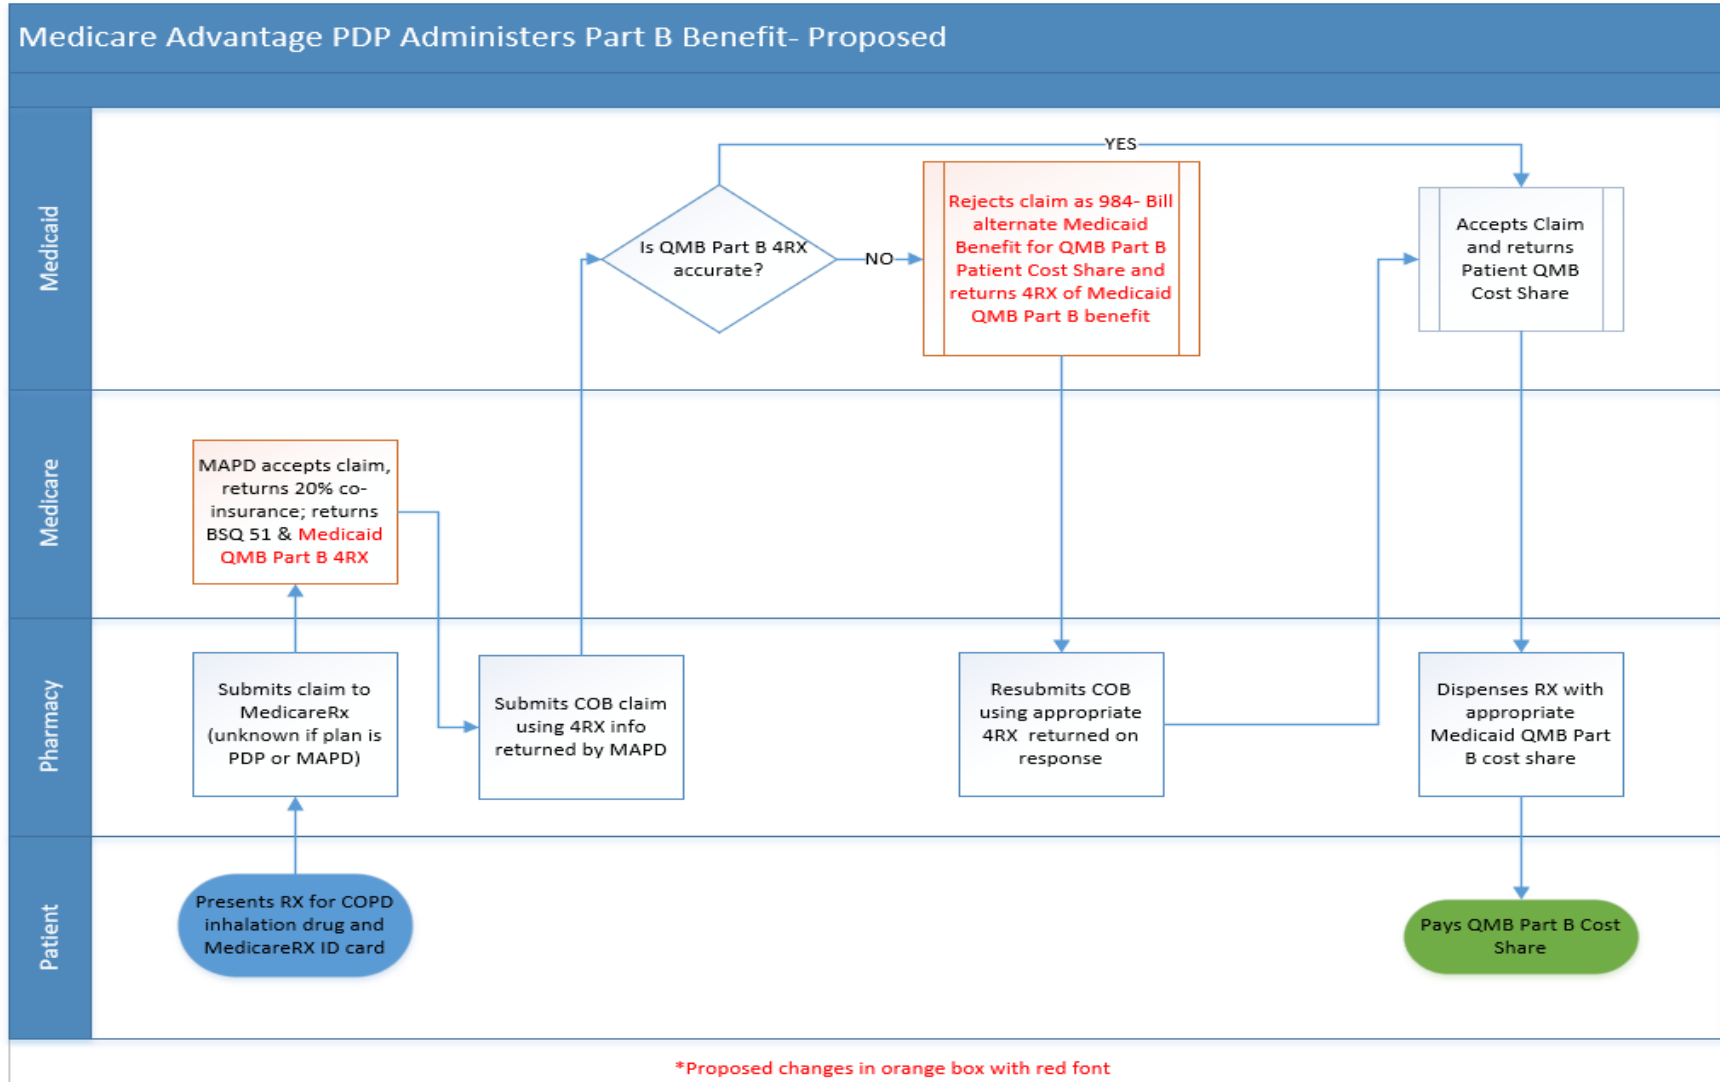 Medicare Advantage PDP Administers Part B Benefit- Proposed
Medicaid
YES
Is QMB Part B 4RX
accurate?
NO
Rejects claim as 984- Bill
alternate Medicaid
Benefit for QMB Part B
Patient Cost Share and
returns 4RX of Medicaid
QMB Part B benefit
Accepts Claim
and returns
Patient QMB
Cost Share
Medicare
MAPD accepts claim,
returns 20% co-
insurance; returns
BSQ 51 & Medicaid
QMB Part B 4RX
Pharmacy
Submits claim to
MedicareRx
(unknown if plan is
PDP or MAPD)
Submits COB claim
using 4RX info
returned by MAPD
Resubmits COB
using appropriate
4RX returned on
response
Dispenses RX with
appropriate
Medicaid QMB Part
B cost share
Patient
Presents RX for COPD
inhalation drug and
MedicareRX ID card
Pays QMB Part B Cost
Share
*Proposed changes in orange box with red font